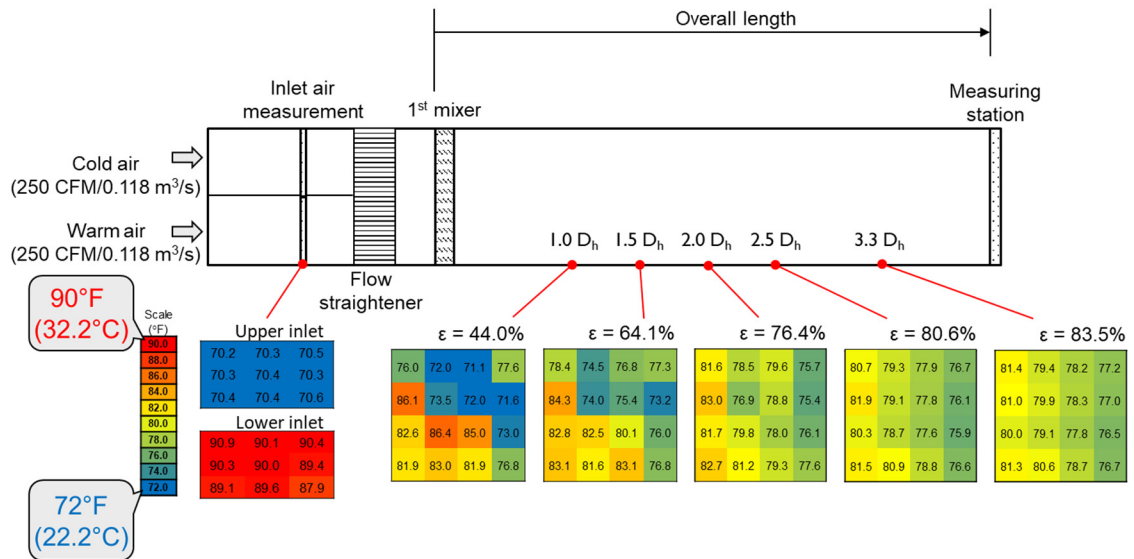 Overall length
Inlet air
measurement
1st mixer
Measuring
station
Cold air
(250 CFM/0.118 m³/s)
Warm air
(250 CFM/0.118 m³/s)
1.0 Dh
1.5 Dh
2.0 Dh
2.5 Dh
3.3 Dh
Flow
straightener
90°F
(32.2°C)
Scale
(°F)
90.0
88.0
86.0
84.0
82.0
80.0
78.0
76.0
74.0
72.0
72°F
(22.2°C)
Upper inlet
70.2 70.3 70.5
70.3 70.4 70.3
70.4 70.4 70.6
Lower inlet
90.9 90.1 90.4
90.3 90.0 89.4
89.1 89.6 87.9
ε = 44.0%
76.0 72.0 71.1 77.6
86.1 73.5 72.0 71.6
82.6 86.4 85.0 73.0
81.9 83.0 81.9 76.8
ε = 64.1%
78.4 74.5 76.8 77.3
84.3 74.0 75.4 73.2
82.8 82.5 80.1 76.0
83.1 81.6 83.1 76.8
ε = 76.4%
81.6 78.5 79.6 75.7
83.0 76.9 78.8 75.4
81.7 79.8 78.0 76.1
82.7 81.2 79.3 77.6
ε = 80.6%
80.7 79.3 77.9 76.7
81.9 79.1 77.8 76.1
80.3 78.7 77.6 75.9
81.5 80.9 78.8 76.6
ε = 83.5%
81.4 79.4 78.2 77.2
81.0 79.9 78.3 77.0
80.0 79.1 77.8 76.5
81.3 80.6 78.7 76.7